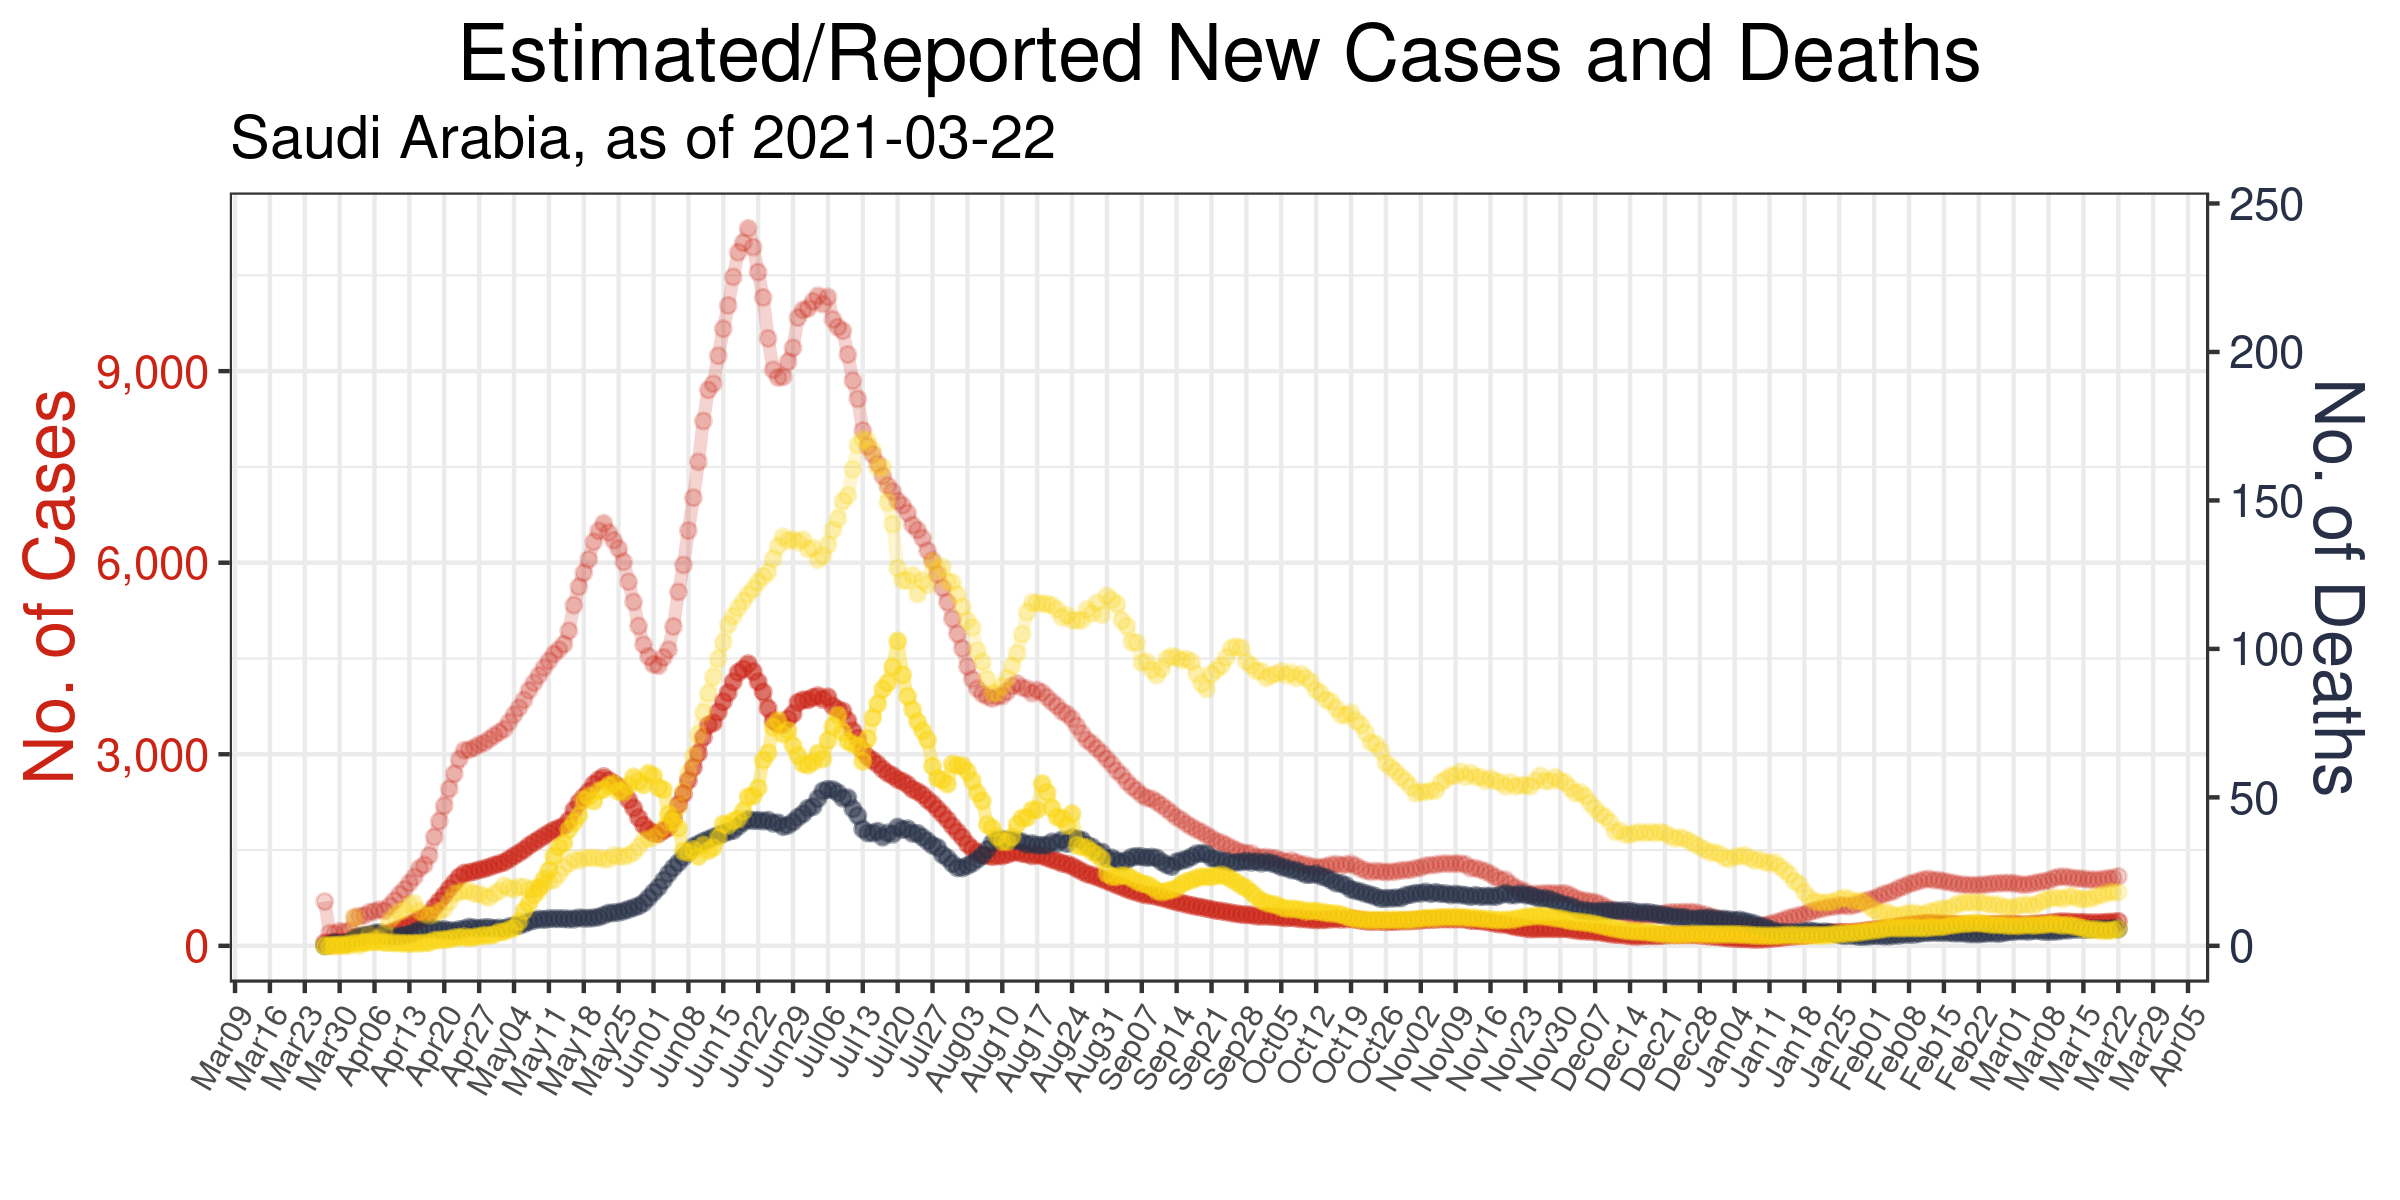 Estimated/Reported New Cases and Deaths
Saudi Arabia, as of 2021-03-22
No. of Cases
9,000
6,000
3,000
0
250
200
150
100
50
0
No. of Deaths
Mar09
Mar16
Mar23
Mar30
Apr06
Apr13
Apr20
Apr27
May04
May11
May18
May25
Jun01
Jun08
Jun15
Jun22
Jun29
Jul06
Jul13
Jul20
Jul27
Aug03
Aug10
Aug17
Aug24
Aug31
Sep07
Sep14
Sep21
Sep28
Oct05
Oct12
Oct19
Oct26
Nov02
Nov09
Nov16
Nov23
Nov30
Dec07
Dec14
Dec21
Dec28
Jan04
Jan11
Jan18
Jan25
Feb01
Feb08
Feb15
Feb22
Mar01
Mar08
Mar15
Mar22
Mar29
Apr05